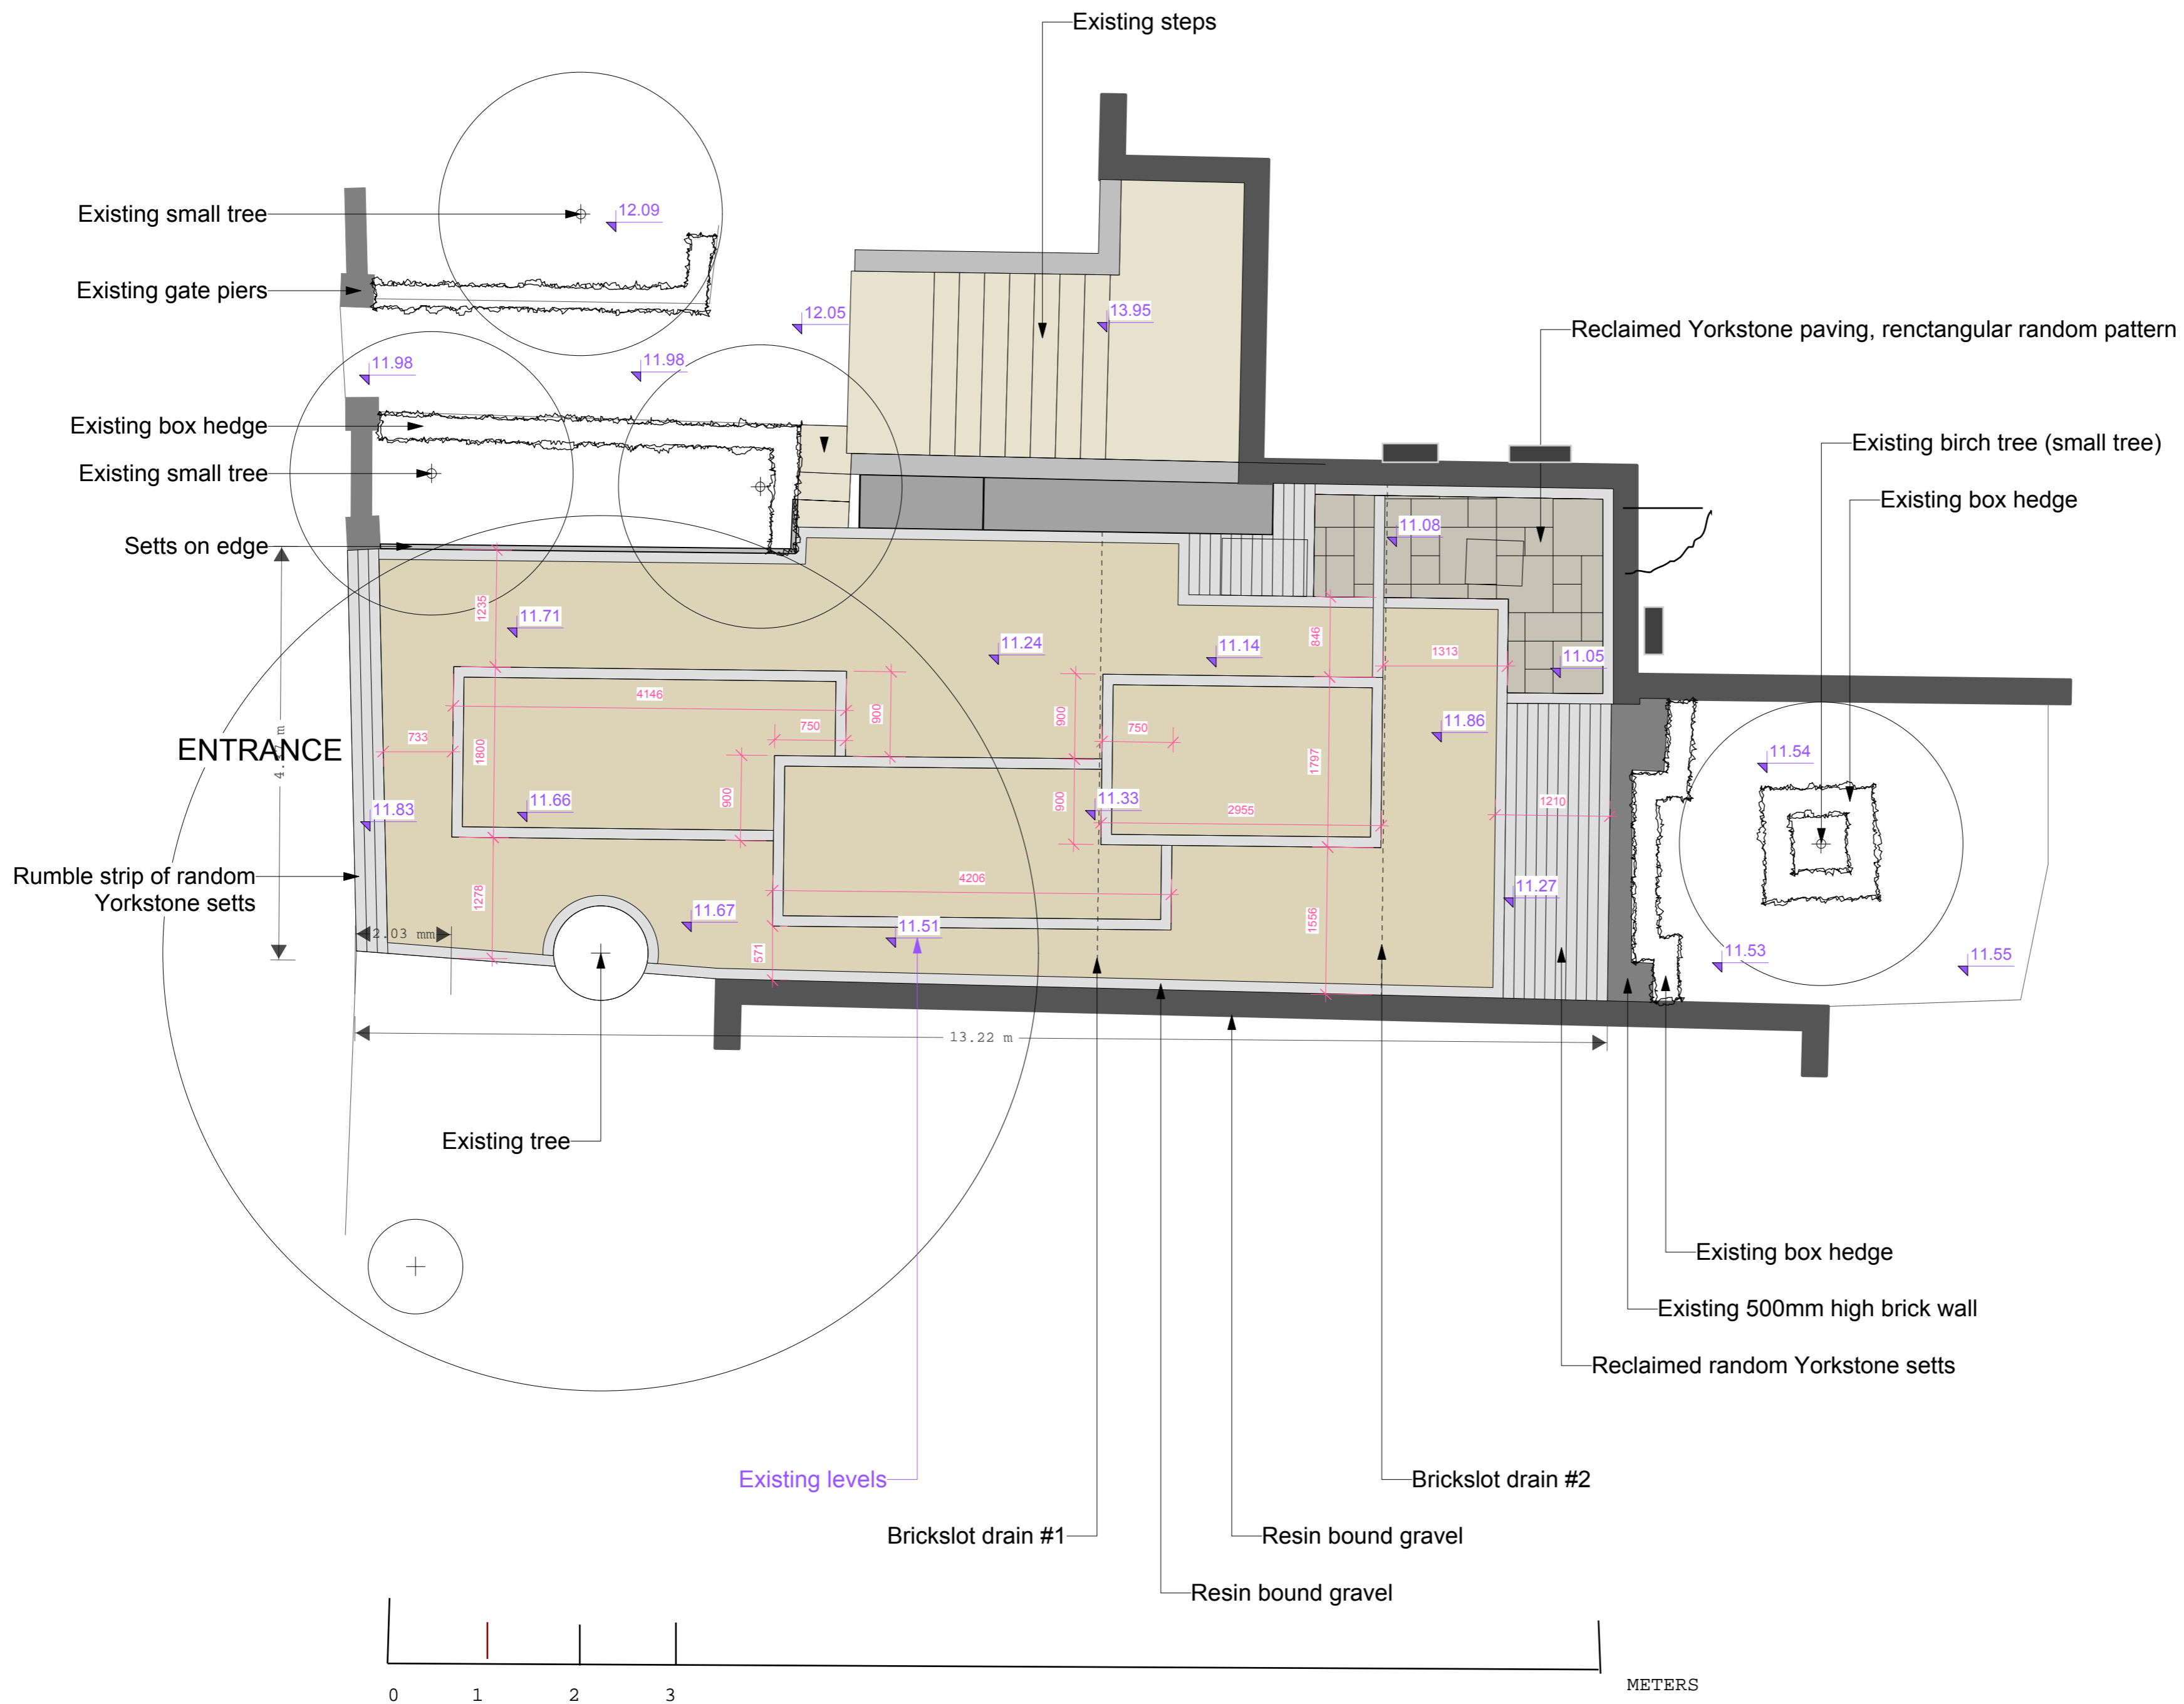 Existing steps
Existing small tree
12.09
Existing gate piers
12.05
13.95
Reclaimed Yorkstone paving, renctangular random pattern
11.98
11.98
Existing box hedge
Existing birch tree (small tree)
Existing small tree
Existing box hedge
11.08
Setts on edge
1235
11.71
11.24
11.14
846
1313
11.05
4146
900
900
750
750
11.86
ENTRANCE
733
1800
1797
11.54
900
900
11.83
11.66
11.33
2955
1210
Rumble strip of random
Yorkstone setts
4206
11.27
1278
11.67
11.51
1556
2.03 mm
571
11.53
11.55
13.22 m
Existing tree
Existing box hedge
Existing 500mm high brick wall
Reclaimed random Yorkstone setts
Existing levels
Brickslot drain #2
Brickslot drain #1
Resin bound gravel
Resin bound gravel
METERS
0 1 2 3